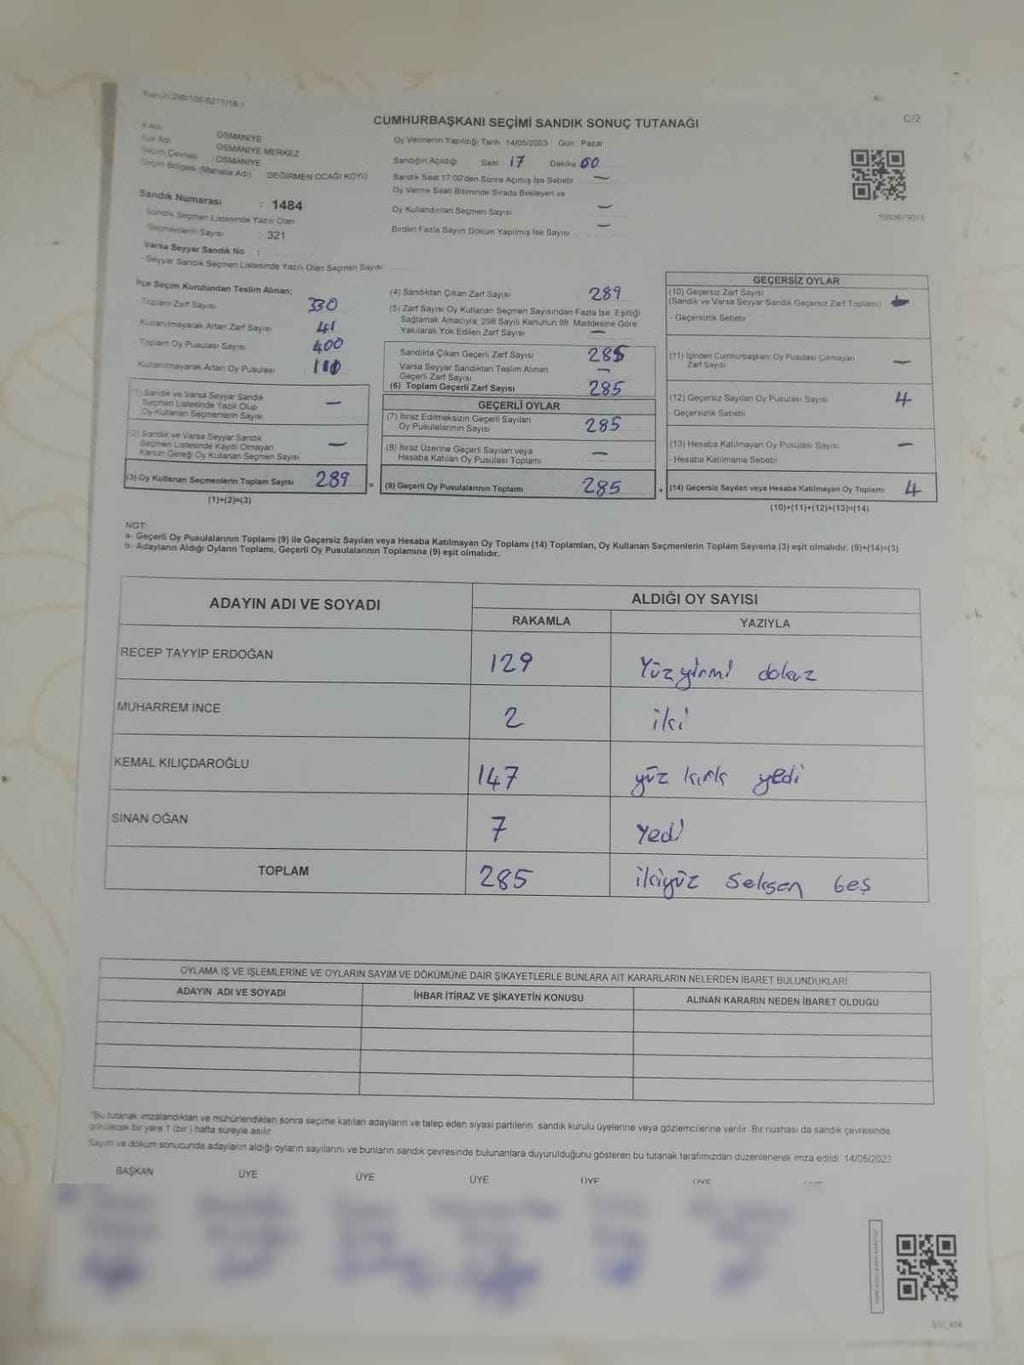 CUMHURBAŞKANI SEÇİMİ SANDIK SONUÇ TUTANAĞI
C/2
OSMANİYE
OSMANİYE MERKEZ
OSMANİYE
Seçim Bölgesi (Mahalle Adı) DEĞİRMEN OCAĞI KÖYÜ
Sandık Numarası : 1484
Sandık Seçmen Listesinde Yazılı Olan
Seçmenlerin Sayısı : 321
Varsa Seyyar Sandık No :
Seyyar Sandık Seçmen Listesinde Yazılı Olan Seçmen Sayısı
Oy Vermenin Yapıldığı Tarih 14/05/2023 Gün Pazar
Sandığın Açıldığı Saat 17 Dakika 00
Sandık Saat 17:00'den Sonra Açılmış İse Sebebi —
Oy Verme Saati Bitiminde Sırada Bekleyen ve
Oy Kullandırılan Seçmen Sayısı —
Birden Fazla Sayım Döküm Yapılmış İse Sayısı —
İlçe Seçim Kurulundan Teslim Alınan;
Toplam Zarf Sayısı 330
Kullanılmayarak Artan Zarf Sayısı 41
Toplam Oy Pusulası Sayısı 400
Kullanılmayarak Artan Oy Pusulası
(1) Sandık ve Varsa Seyyar Sandık
Seçmen Listesinde Yazılı Olup
Oy Kullanan Seçmenlerin Sayısı —
(2) Sandık ve Varsa Seyyar Sandık
Seçmen Listesinde Kayıtlı Olmayan
Kanun Gereği Oy Kullanan Seçmen Sayısı —
(3) Oy Kullanan Seçmenlerin Toplam Sayısı 289
(1)+(2)=(3)
(4) Sandıktan Çıkan Zarf Sayısı 289
(5) Zarf Sayısı Oy Kullanan Seçmen Sayısından Fazla İse, Eşitliği
Sağlamak Amacıyla, 298 Sayılı Kanunun 98. Maddesine Göre
Yakılarak Yok Edilen Zarf Sayısı —
Sandıkta Çıkan Geçerli Zarf Sayısı 285
Varsa Seyyar Sandıktan Teslim Alınan
Geçerli Zarf Sayısı —
(6) Toplam Geçerli Zarf Sayısı 285
GEÇERLİ OYLAR
(7) İtiraz Edilmeksizin Geçerli Sayılan
Oy Pusulalarının Sayısı 285
(8) İtiraz Üzerine Geçerli Sayılan veya
Hesaba Katılan Oy Pusulası Toplamı —
= (9) Geçerli Oy Pusulalarının Toplamı 285
GEÇERSİZ OYLAR
(10) Geçersiz Zarf Sayısı
(Sandık ve Varsa Seyyar Sandık Geçersiz Zarf Toplamı) —
- Geçersizlik Sebebi
(11) İçinden Cumhurbaşkanı Oy Pusulası Çıkmayan
Zarf Sayısı —
(12) Geçersiz Sayılan Oy Pusulası Sayısı 4
- Geçersizlik Sebebi
(13) Hesaba Katılmayan Oy Pusulası Sayısı —
- Hesaba Katılmama Sebebi
+ (14) Geçersiz Sayılan veya Hesaba Katılmayan Oy Toplamı 4
(10)+(11)+(12)+(13)=(14)
NOT:
a- Geçerli Oy Pusulalarının Toplamı (9) ile Geçersiz Sayılan veya Hesaba Katılmayan Oy Toplamı (14) Toplamları, Oy Kullanan Seçmenlerin Toplam Sayısına (3) eşit olmalıdır. (9)+(14)=(3)
b- Adayların Aldığı Oyların Toplamı, Geçerli Oy Pusulalarının Toplamına (9) eşit olmalıdır.
ADAYIN ADI VE SOYADI
ALDIĞI OY SAYISI
RAKAMLA YAZIYLA
RECEP TAYYİP ERDOĞAN 129 Yüzyirmi dokuz
MUHARREM İNCE 2 iki
KEMAL KILIÇDAROĞLU 147 yüz kırk yedi
SİNAN OĞAN 7 Yedi
TOPLAM 285 ikiyüz Seksen beş
OYLAMA İŞ VE İŞLEMLERİNE VE OYLARIN SAYIM VE DÖKÜMÜNE DAİR ŞİKAYETLERLE BUNLARA AİT KARARLARIN NELERDEN İBARET BULUNDUKLARI
ADAYIN ADI VE SOYADI İHBAR İTİRAZ VE ŞİKAYETİN KONUSU ALINAN KARARIN NEDEN İBARET OLDUĞU
*Bu tutanak imzalandıktan ve mühürlendikten sonra seçime katılan adayların ve talep eden siyasi partilerin, sandık kurulu üyelerine veya gözlemcilerine verilir. Bir nüshası da sandık çevresinde
görülecek bir yere 1 (bir) hafta süreyle asılır.
Sayım ve döküm sonucunda adayların aldığı oyların sayılarını ve bunların sandık çevresinde bulunanlara duyurulduğunu gösteren bu tutanak tarafımızdan düzenlenerek imza edildi. 14/05/2023
BAŞKAN ÜYE ÜYE ÜYE ÜYE ÜYE